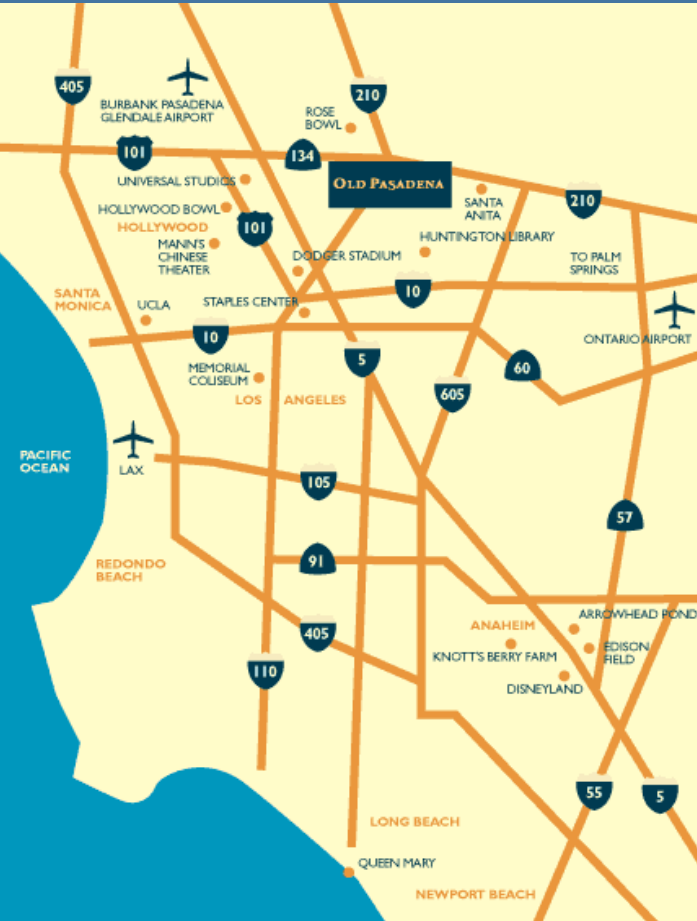 405
BURBANK PASADENA
GLENDALE AIRPORT
ROSE
BOWL
210
101
134
OLD PASADENA
UNIVERSAL STUDIOS
SANTA
ANITA
210
HOLLYWOOD BOWL
HOLLYWOOD
101
MANN'S
CHINESE
THEATER
HUNTINGTON LIBRARY
DODGER STADIUM
TO PALM
SPRINGS
SANTA
MONICA
UCLA
STAPLES CENTER
10
10
ONTARIO AIRPORT
5
60
MEMORIAL
COLISEUM
605
LOS ANGELES
PACIFIC
OCEAN
LAX
105
57
91
REDONDO
BEACH
405
ANAHEIM
ARROWHEAD POND
KNOTT'S BERRY FARM
EDISON
FIELD
DISNEYLAND
110
55
5
LONG BEACH
QUEEN MARY
NEWPORT BEACH